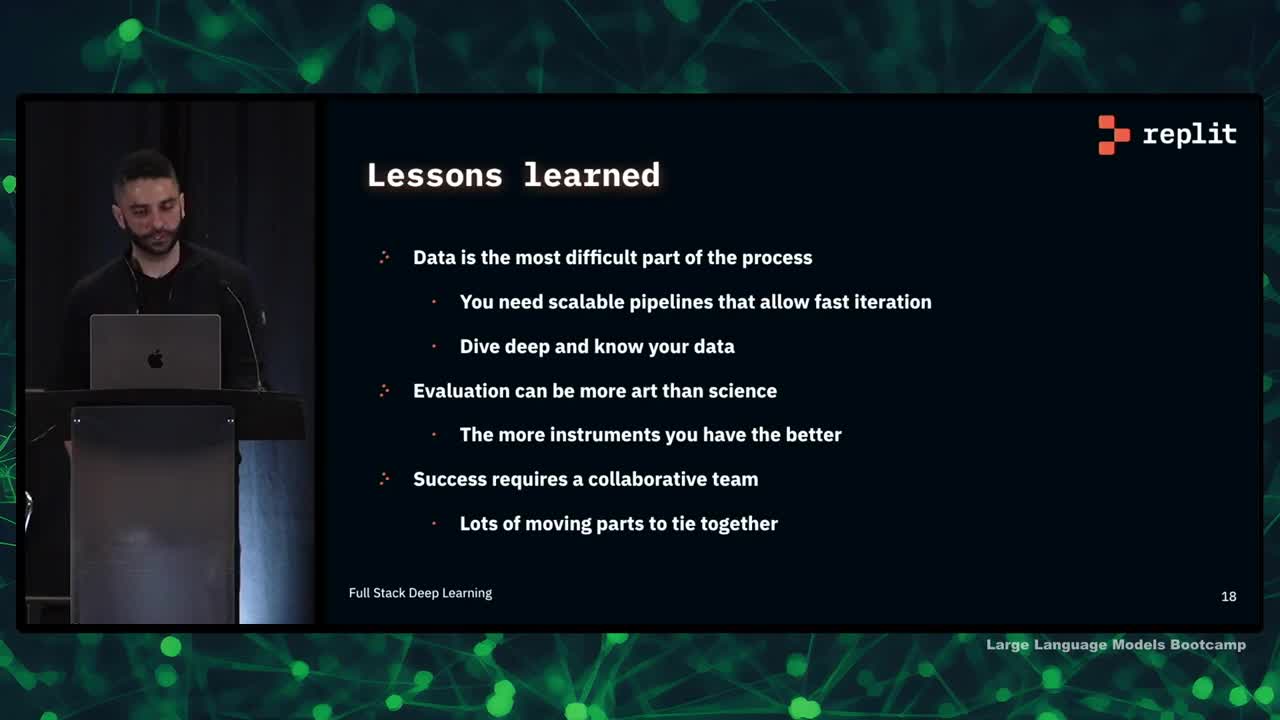 replit
Lessons learned
Data is the most difficult part of the process
You need scalable pipelines that allow fast iteration
Dive deep and know your data
Evaluation can be more art than science
The more instruments you have the better
Success requires a collaborative team
Lots of moving parts to tie together
Full Stack Deep Learning
18
Large Language Models Bootcamp